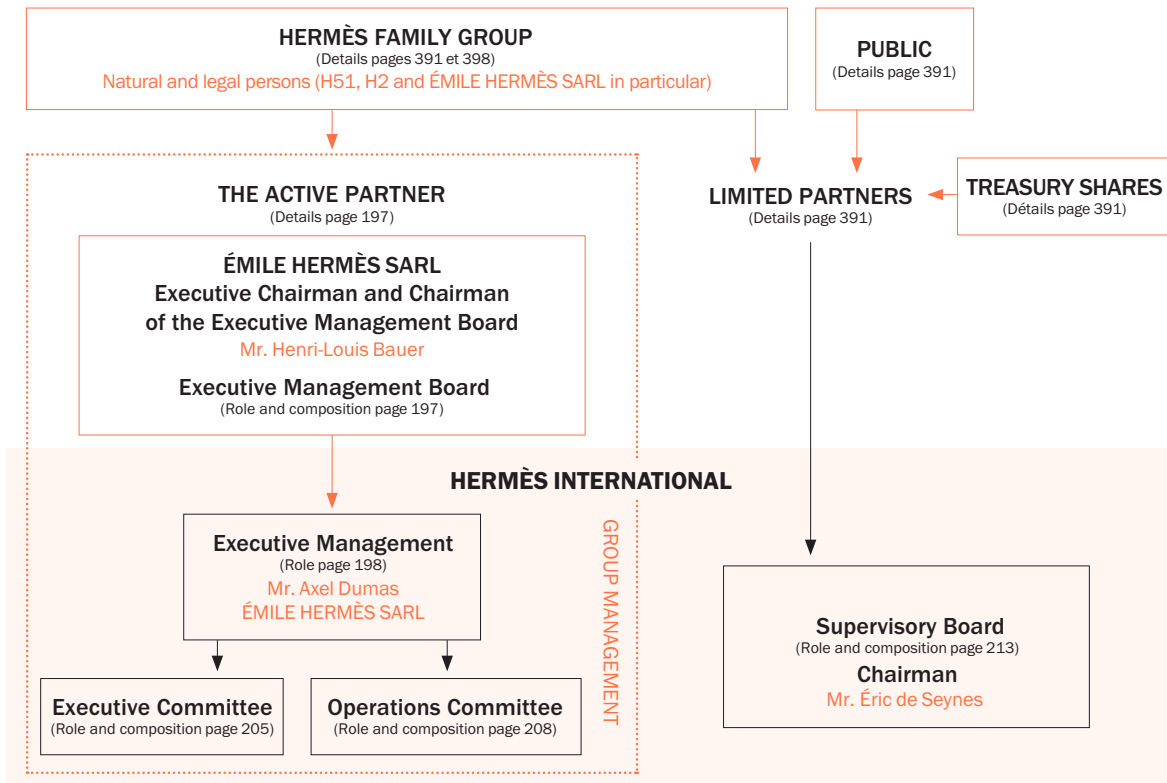 HERMÈS FAMILY GROUP
(Details pages 391 et 398)
Natural and legal persons (H51, H2 and ÉMILE HERMÈS SARL in particular)
PUBLIC
(Details page 391)
THE ACTIVE PARTNER
(Details page 197)
LIMITED PARTNERS
(Details page 391)
TREASURY SHARES
(Détails page 391)
ÉMILE HERMÈS SARL
Executive Chairman and Chairman
of the Executive Management Board
Mr. Henri-Louis Bauer
Executive Management Board
(Role and composition page 197)
HERMÈS INTERNATIONAL
Executive Management
(Role page 198)
Mr. Axel Dumas
ÉMILE HERMÈS SARL
GROUP MANAGEMENT
Executive Committee
(Role and composition page 205)
Operations Committee
(Role and composition page 208)
Supervisory Board
(Role and composition page 213)
Chairman
Mr. Éric de Seynes